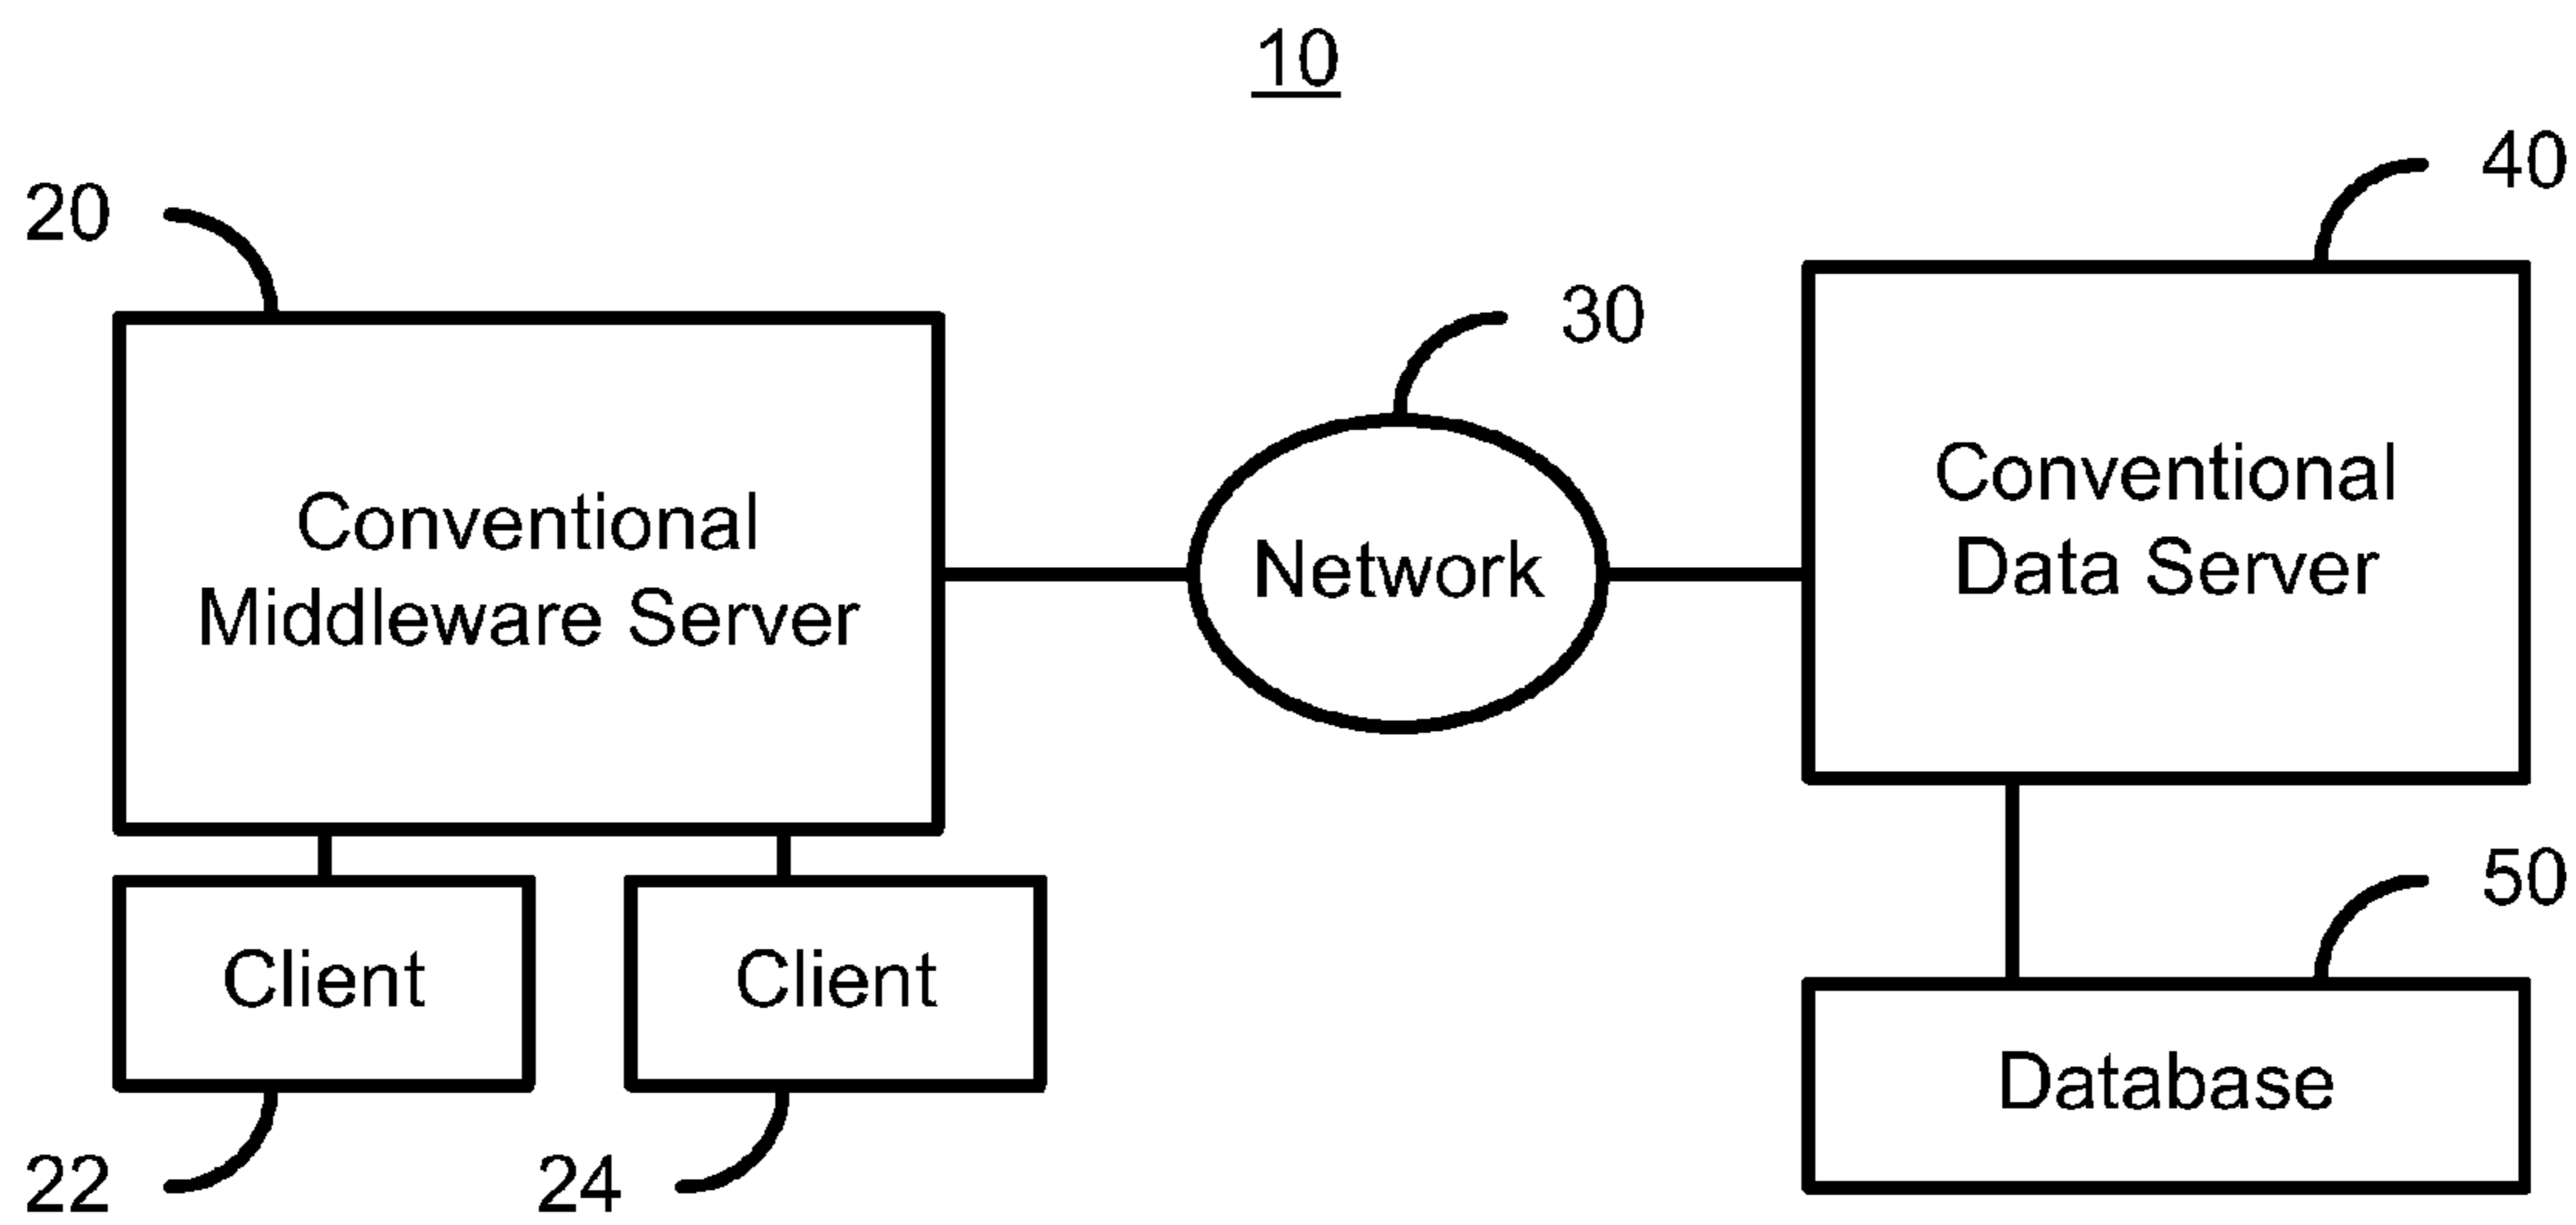 10
20
40
30
Conventional
Middleware Server
Network
Conventional
Data Server
50
Client
Client
Database
22
24